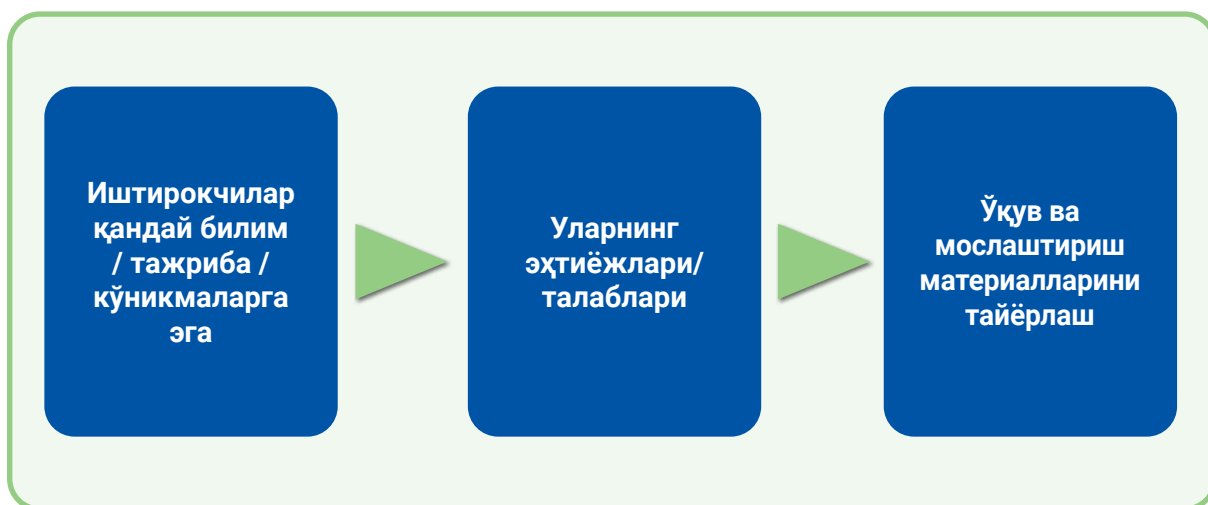 Иштирокчилар
қандай билим
/ тажриба /
кўникмаларга
эга
Уларнинг
эҳтиёжлари/
талаблари
Ўқув ва
мослаштириш
материалларини
тайёрлаш